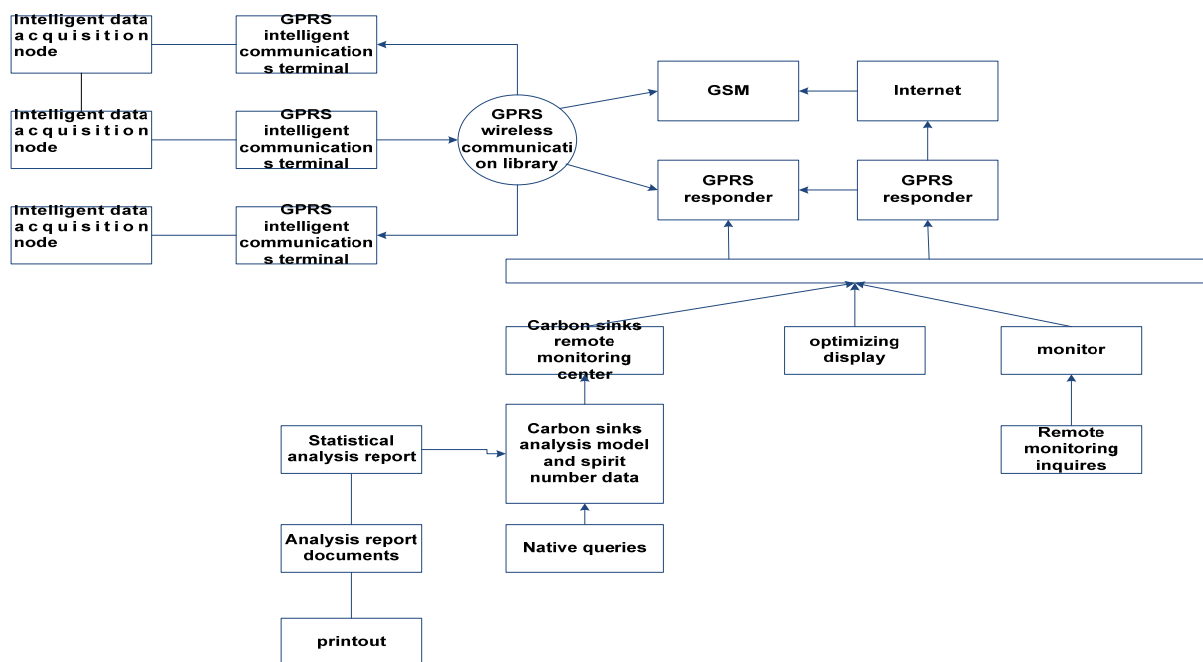 Intelligent data
acquisition
node
GPRS
intelligent
communication
s terminal
Intelligent data
acquisition
node
GPRS
intelligent
communication
s terminal
Intelligent data
acquisition
node
GPRS
intelligent
communication
s terminal
GPRS
wireless
communicati
on library
GSM
Internet
GPRS
responder
GPRS
responder
Carbon sinks
remote
monitoring
center
optimizing
display
monitor
Carbon sinks
analysis model
and spirit
number data
Statistical
analysis report
Remote
monitoring
inquires
Analysis report
documents
Native queries
printout